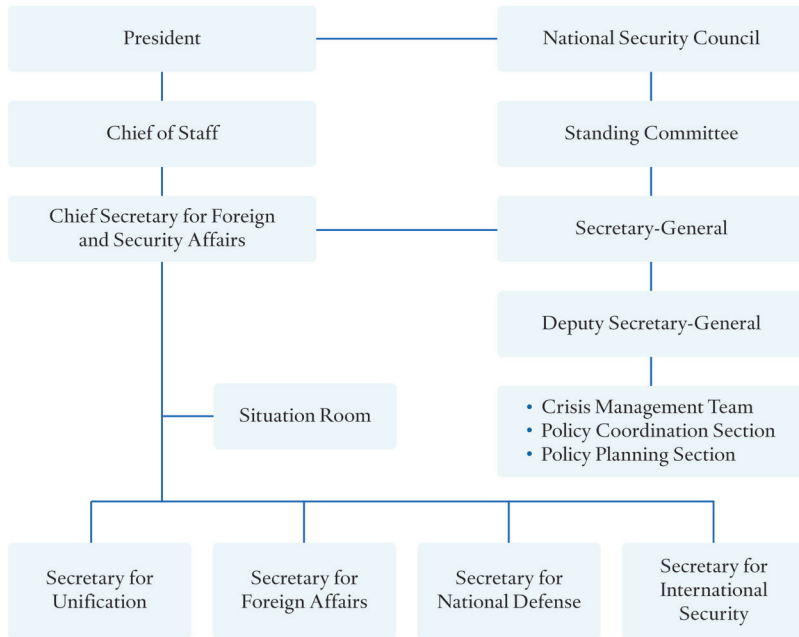 President
National Security Council
Chief of Staff
Standing Committee
Chief Secretary for Foreign
and Security Affairs
Secretary-General
Deputy Secretary-General
Situation Room
• Crisis Management Team
• Policy Coordination Section
• Policy Planning Section
Secretary for
Unification
Secretary for
Foreign Affairs
Secretary for
National Defense
Secretary for
International
Security